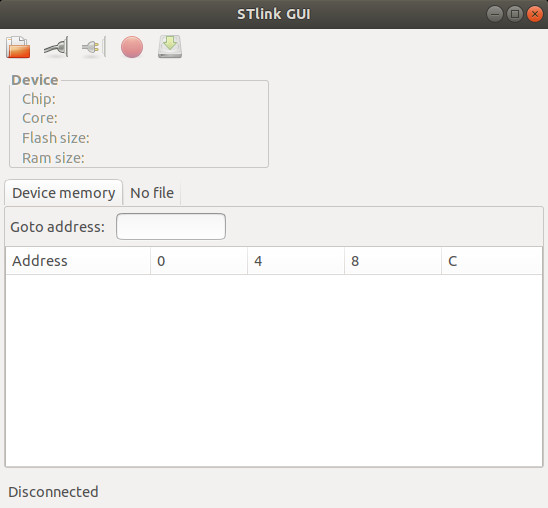 STlink GUI
Device
Chip:
Core:
Flash size:
Ram size:
Device memory No file
Goto address:
Address 0 4 8 C
Disconnected